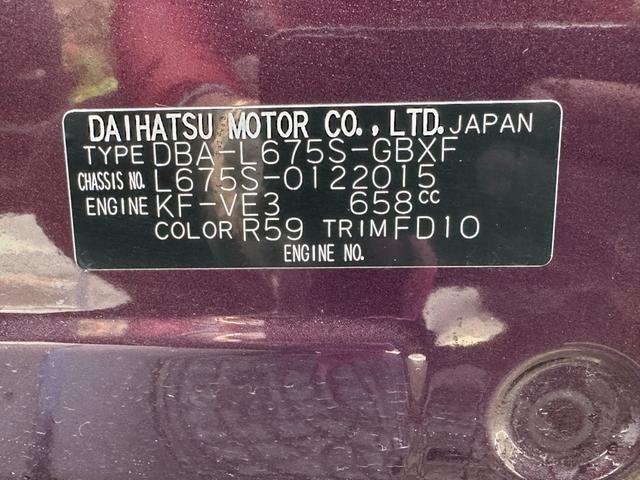 DAIHATSU MOTOR CO., LTD. JAPAN
TYPE DBA-L675S-GBXF
CHASSIS NO. L675S-0122015
ENGINE KF-VE3 658cc
COLOR R59 TRIM FD10
ENGINE NO.